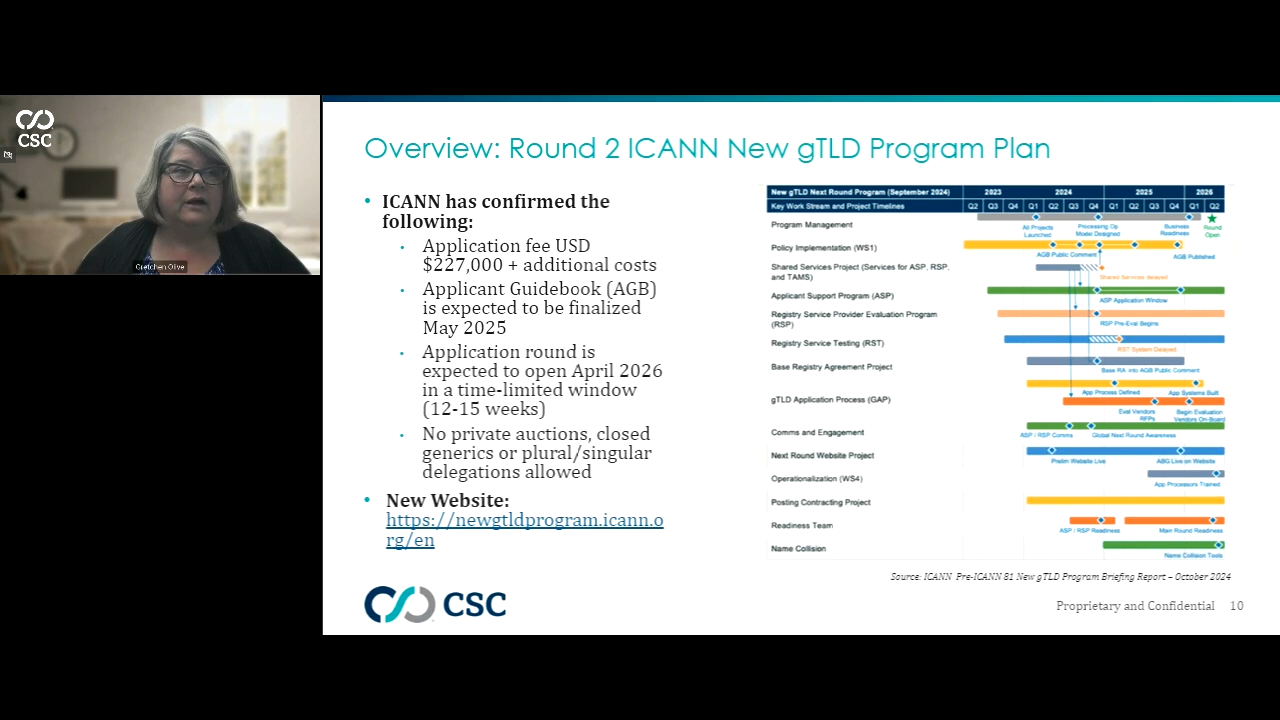 CSC
Gretchen Olive
Overview: Round 2 ICANN New gTLD Program Plan
• ICANN has confirmed the
following:
• Application fee USD
$227,000 + additional costs
• Applicant Guidebook (AGB)
is expected to be finalized
May 2025
• Application round is
expected to open April 2026
in a time-limited window
(12-15 weeks)
• No private auctions, closed
generics or plural/singular
delegations allowed
• New Website:
https://newgtldprogram.icann.o
rg/en
New gTLD Next Round Program (September 2024) 2023 2024 2025 2026
Key Work Stream and Project Timelines Q2 Q3 Q4 Q1 Q2 Q3 Q4 Q1 Q2 Q3 Q4 Q1 Q2
Program Management
All Projects
Launched
Processing Op
Model Designed
Business
Readiness
Round
Open
Policy Implementation (WS1)
AGB Public Comment
AGB Published
Shared Services Project (Services for ASP, RSP,
and TAMS)
Shared Services delayed
Applicant Support Program (ASP)
ASP Application Window
Registry Service Provider Evaluation Program
(RSP)
RSP Pre-Eval Begins
Registry Service Testing (RST)
RST System Delayed
Base Registry Agreement Project
Base RA into AGB Public Comment
gTLD Application Process (GAP)
App Process Defined
App Systems Built
Eval Vendors
RFPs
Begin Evaluation
Vendors On-Board
Comms and Engagement
ASP / RSP Comms
Global Next Round Awareness
Next Round Website Project
Prelim Website Live
ABG Live on Website
Operationalization (WS4)
App Processors Trained
Posting Contracting Project
Readiness Team
ASP / RSP Readiness
Main Round Readiness
Name Collision
Name Collision Tools
Source: ICANN Pre-ICANN 81 New gTLD Program Briefing Report – October 2024
CSC
Proprietary and Confidential 10